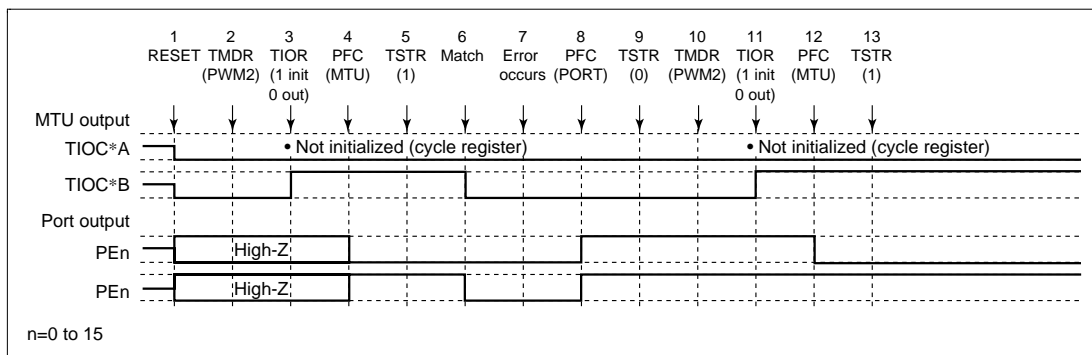 1 2 3 4 5 6 7 8 9 10 11 12 13
RESET TMDR TIOR PFC TSTR Match Error PFC TSTR TMDR TIOR PFC TSTR
(PWM2) (1 init (MTU) (1) occurs (PORT) (0) (PWM2) (1 init (MTU) (1)
0 out) 0 out)
MTU output
TIOC*A • Not initialized (cycle register) • Not initialized (cycle register)
TIOC*B
Port output
PEn High-Z
PEn High-Z
n=0 to 15